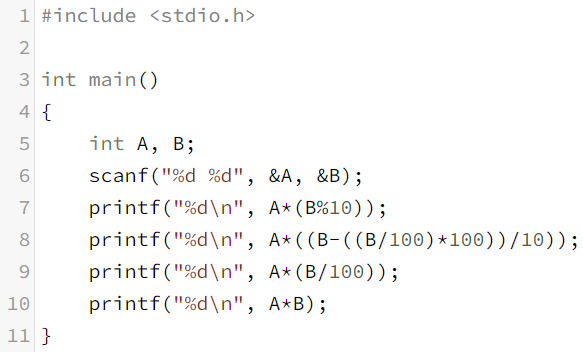 1 #include <stdio.h>
2
3 int main()
4 {
5     int A, B;
6     scanf("%d %d", &A, &B);
7     printf("%d\n", A*(B%10));
8     printf("%d\n", A*((B-((B/100)*100))/10));
9     printf("%d\n", A*(B/100));
10     printf("%d\n", A*B);
11 }